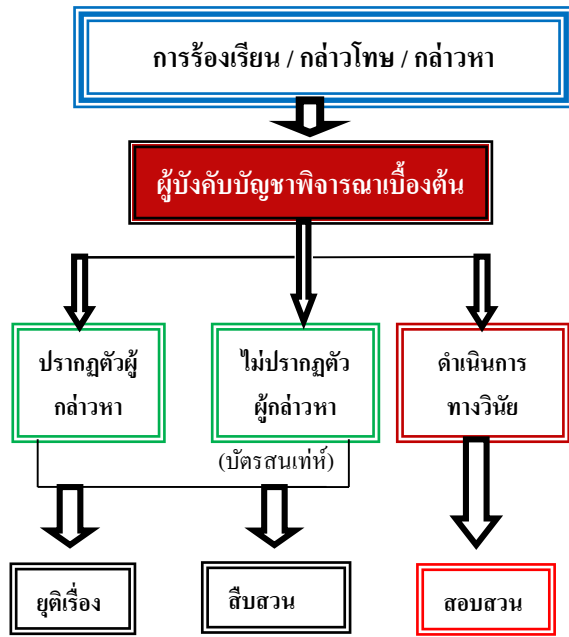 การร้องเรียน / กล่าวโทษ / กล่าวหา
ผู้บังคับบัญชาพิจารณาเบื้องต้น
ปรากฏตัวผู้
กล่าวหา
ไม่ปรากฏตัว
ผู้กล่าวหา
(บัตรสนเท่ห์)
ดำเนินการ
ทางวินัย
ยุติเรื่อง
สืบสวน
สอบสวน